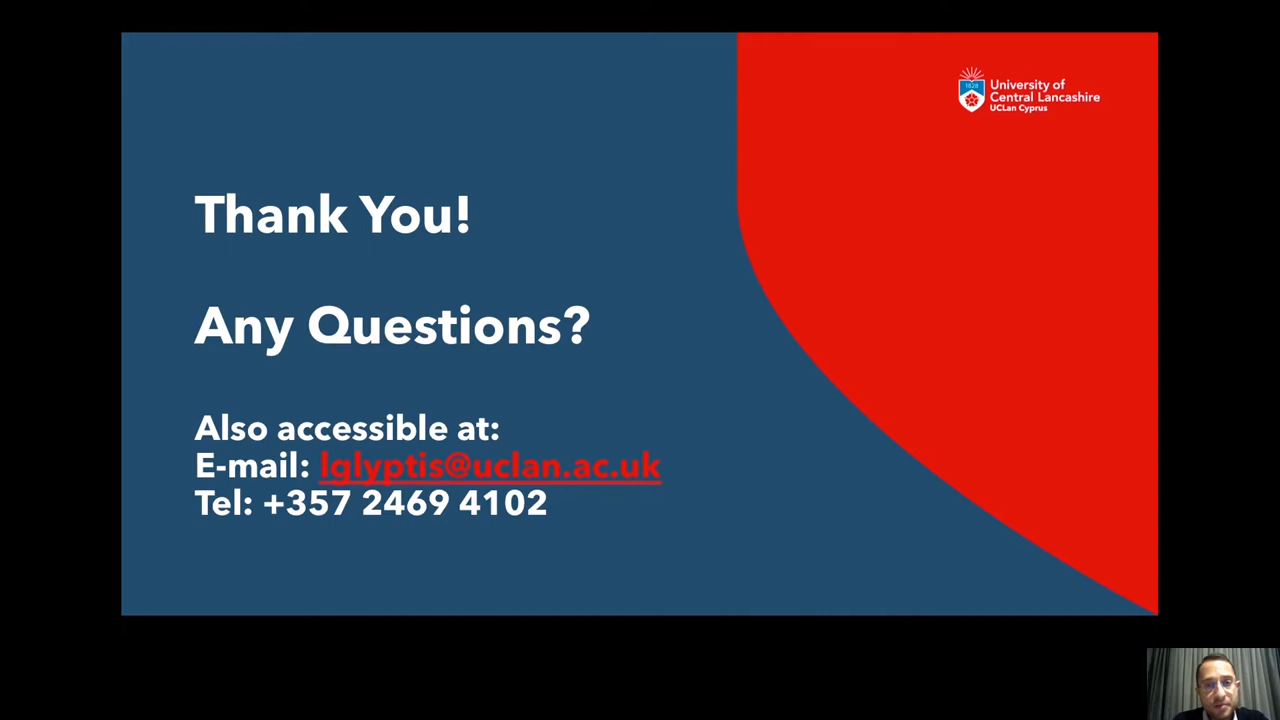 1828
University of
Central Lancashire
UCLan Cyprus
Thank You!
Any Questions?
Also accessible at:
E-mail: lglyptis@uclan.ac.uk
Tel: +357 2469 4102